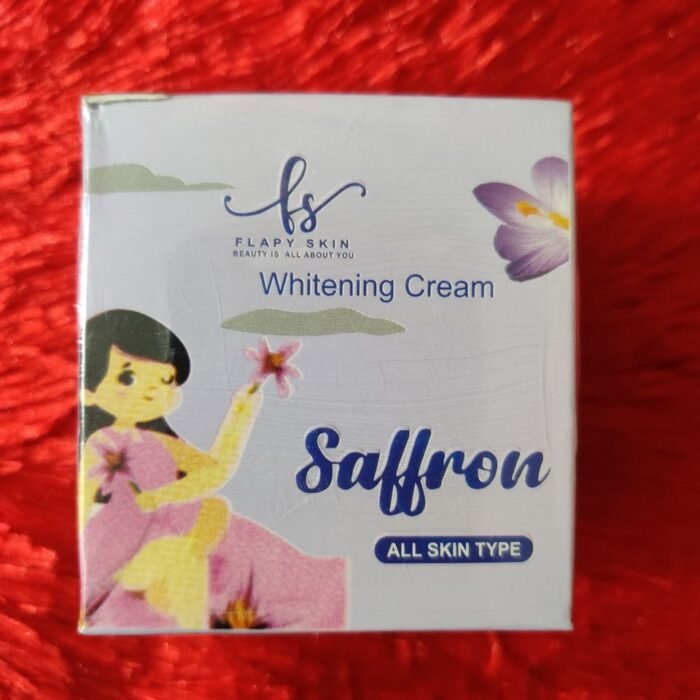 fs
FLAPY SKIN
BEAUTY IS ALL ABOUT YOU
Whitening Cream
Saffron
ALL SKIN TYPE